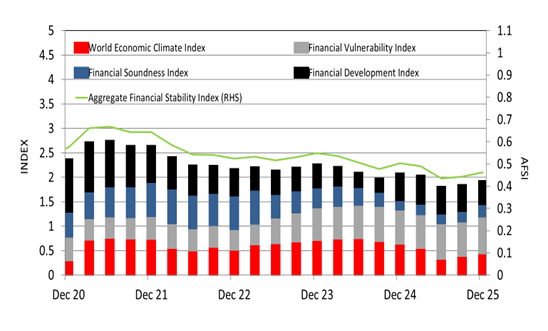 5
4.5
4
3.5
3
2.5
2
1.5
1
0.5
0
INDEX
World Economic Climate Index
Financial Vulnerability Index
Financial Soundness Index
Financial Development Index
Aggregate Financial Stability Index (RHS)
1.1
1
0.9
0.8
0.7
0.6
0.5
0.4
0.3
0.2
0.1
0
AFSI
Dec 20
Dec 21
Dec 22
Dec 23
Dec 24
Dec 25